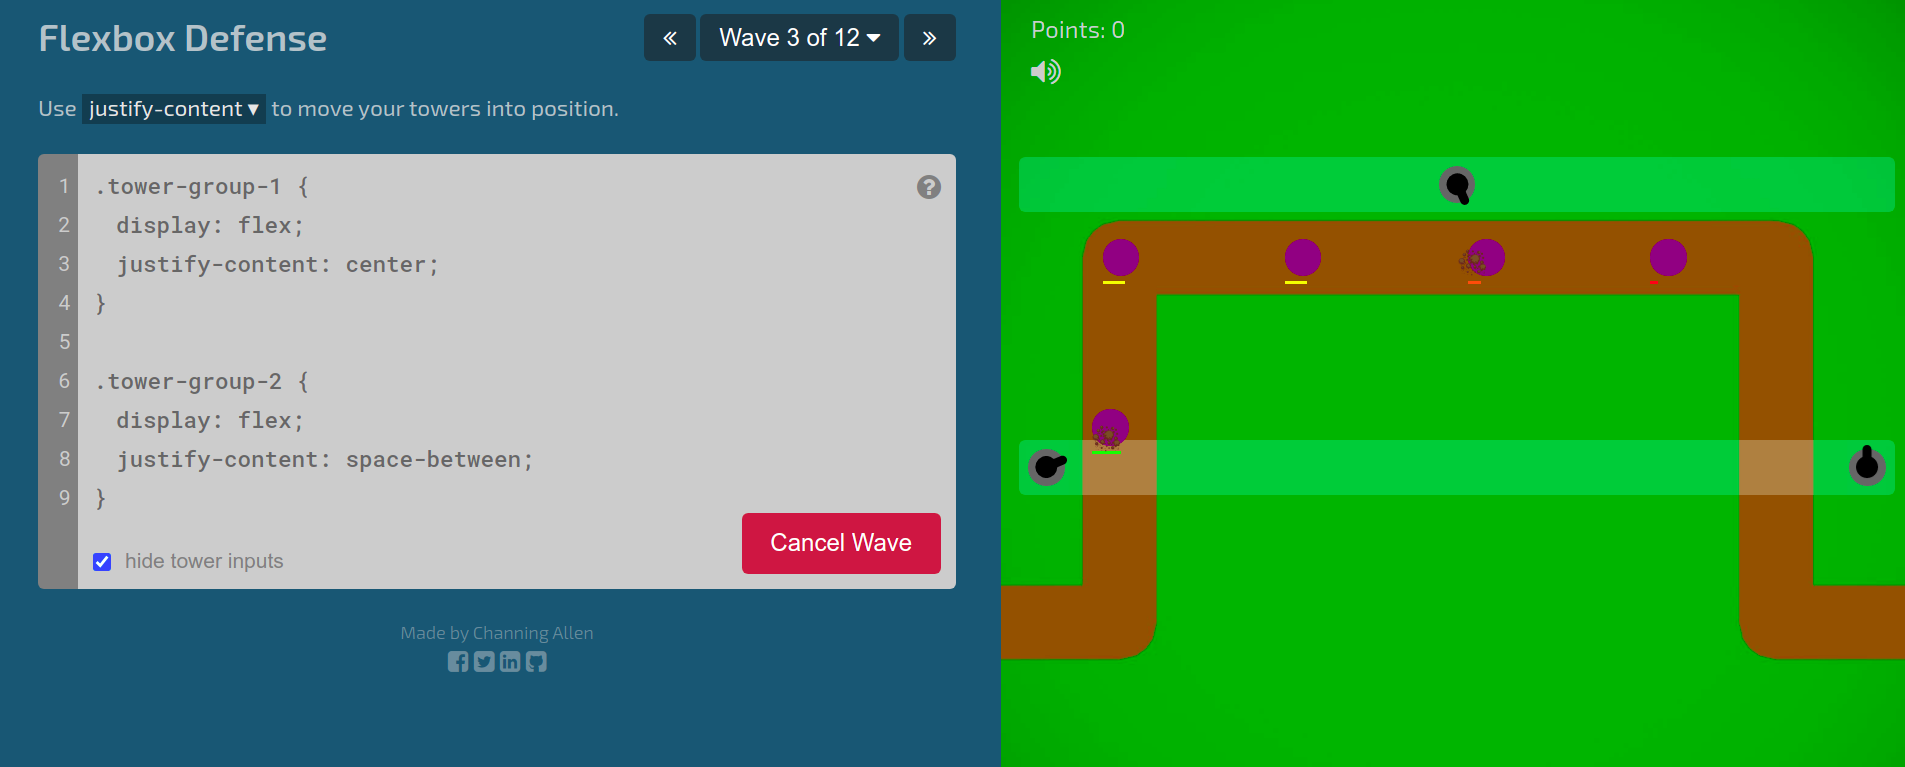 Flexbox Defense
« Wave 3 of 12 ▾ »
Use justify-content ▾ to move your towers into position.
1 .tower-group-1 {
2 display: flex;
3 justify-content: center;
4 }
5
6 .tower-group-2 {
7 display: flex;
8 justify-content: space-between;
9 }
?
hide tower inputs
Cancel Wave
Made by Channing Allen
Points: 0